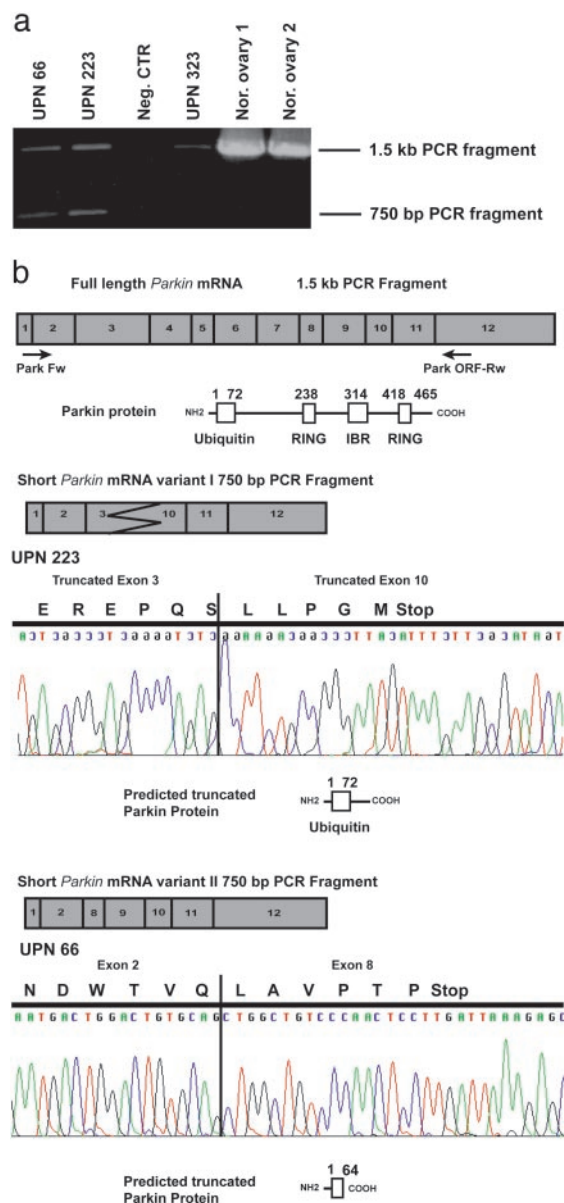 a
UPN 66
UPN 223
Neg. CTR
UPN 323
Nor. ovary 1
Nor. ovary 2
1.5 kb PCR fragment
750 bp PCR fragment
b
Full length Parkin mRNA 1.5 kb PCR Fragment
1 2 3 4 5 6 7 8 9 10 11 12
Park Fw Park ORF-Rw
1 72 238 314 418 465
Parkin protein NH2 COOH
Ubiquitin RING IBR RING
Short Parkin mRNA variant I 750 bp PCR Fragment
1 2 3 10 11 12
UPN 223
Truncated Exon 3 Truncated Exon 10
E R E P Q S L L P G M Stop
ACTCGCCCTCGGGGTCTCGGAAGACGGCCCTTACATTTCTTCGCATAGT
Predicted truncated
Parkin Protein
1 72
NH2 COOH
Ubiquitin
Short Parkin mRNA variant II 750 bp PCR Fragment
1 2 8 9 10 11 12
UPN 66
Exon 2 Exon 8
N D W T V Q L A V P T P Stop
AATGACTGGACTGTGCAGCTGGCTGTCCCAACTCCTTGATTAAAGAGC
Predicted truncated
Parkin Protein
1 64
NH2 COOH